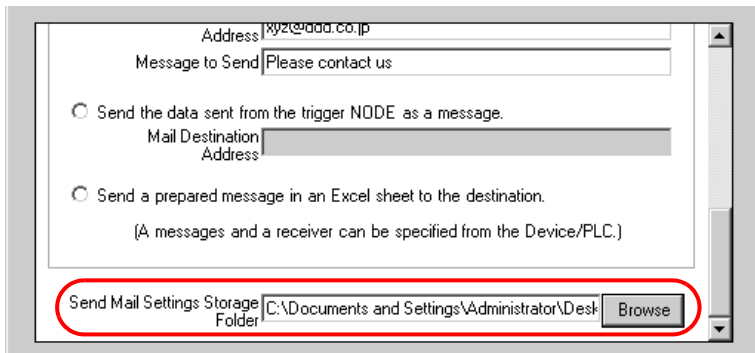 Address xyz@ddd.co.jp
Message to Send Please contact us
Send the data sent from the trigger NODE as a message.
Mail Destination
Address
Send a prepared message in an Excel sheet to the destination.
(A messages and a receiver can be specified from the Device/PLC.)
Send Mail Settings Storage
Folder C:\Documents and Settings\Administrator\Desk Browse